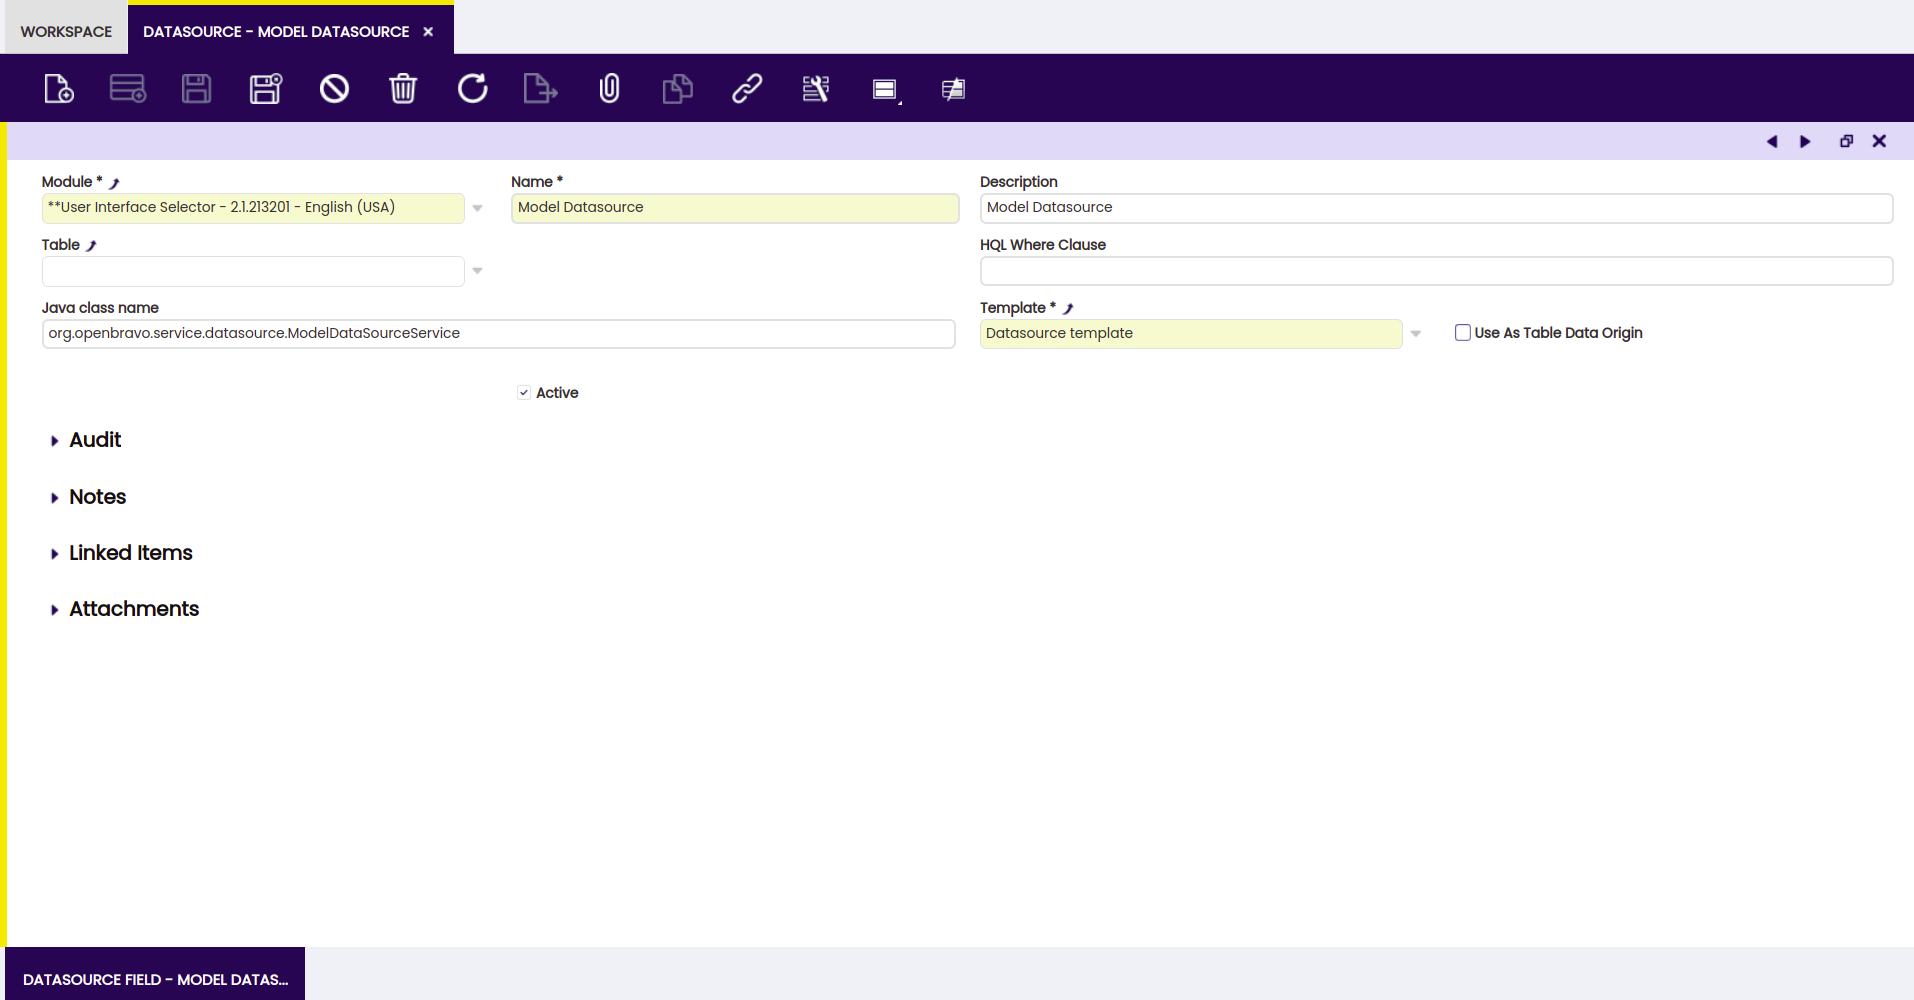 WORKSPACE
DATASOURCE - MODEL DATASOURCE
Module *
Name *
Description
**User Interface Selector - 2.1.213201 - English (USA)
Model Datasource
Model Datasource
Table
HQL Where Clause
Java class name
Template *
org.openbravo.service.datasource.ModelDataSourceService
Datasource template
Use As Table Data Origin
Active
Audit
Notes
Linked Items
Attachments
DATASOURCE FIELD - MODEL DATAS...